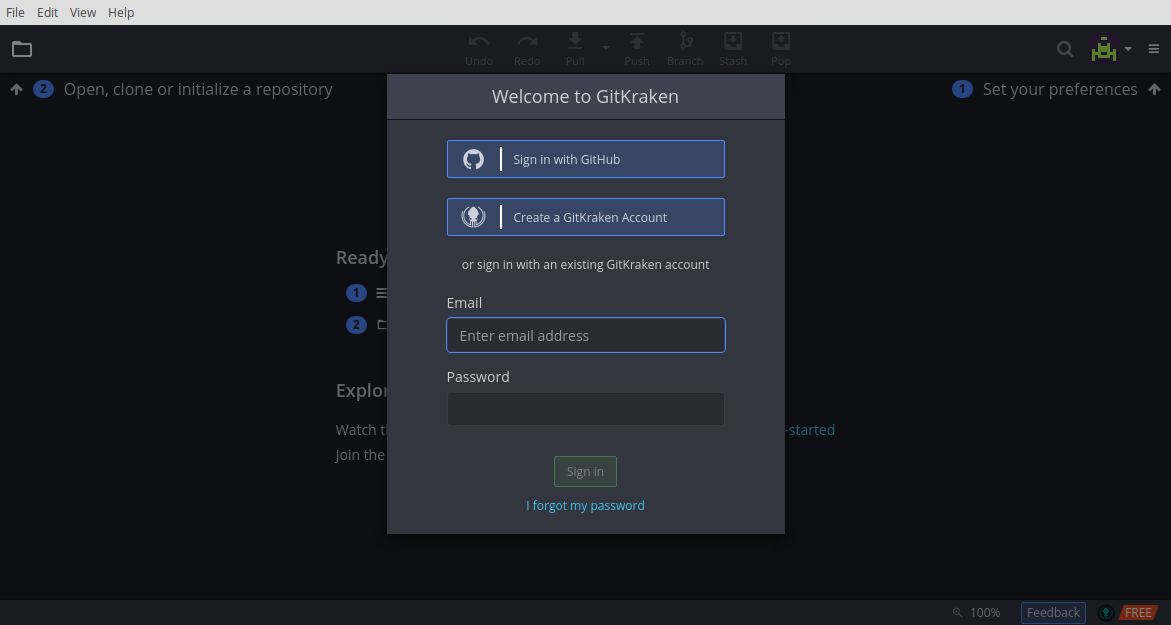 File Edit View Help
Undo Redo Pull Push Branch Stash Pop
2 Open, clone or initialize a repository
1 Set your preferences
Welcome to GitKraken
Sign in with GitHub
Create a GitKraken Account
or sign in with an existing GitKraken account
Ready
1
2
Email
Enter email address
Password
Explor
Watch t
-started
Join the
Sign in
I forgot my password
100% Feedback FREE